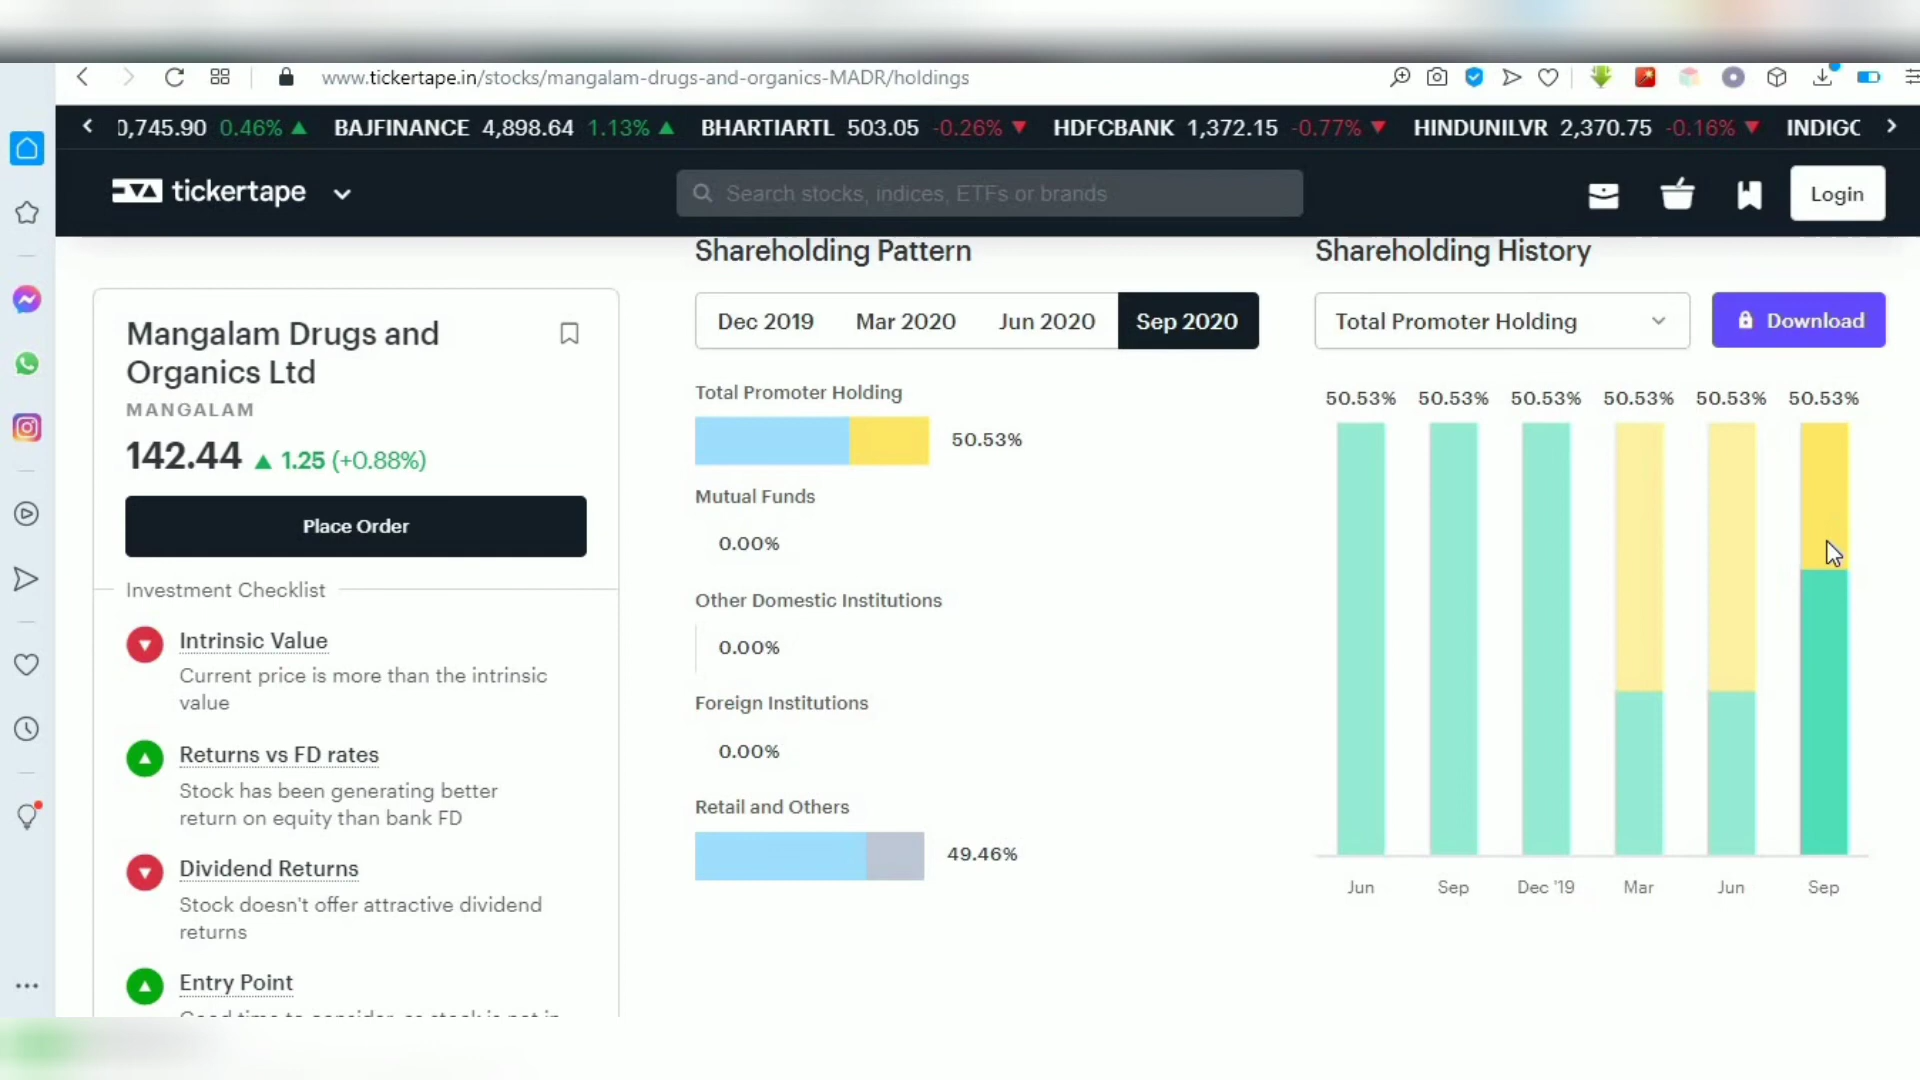 www.tickertape.in/stocks/mangalam-drugs-and-organics-MADR/holdings
0,745.90 0.46% BAJFINANCE 4,898.64 1.13% BHARTIARTL 503.05 -0.26% HDFCBANK 1,372.15 -0.77% HINDUNILVR 2,370.75 -0.16% INDIGO
tickertape
Search stocks, indices, ETFs or brands
Login
Mangalam Drugs and
Organics Ltd
MANGALAM
142.44 1.25 (+0.88%)
Place Order
Investment Checklist
Intrinsic Value
Current price is more than the intrinsic
value
Returns vs FD rates
Stock has been generating better
return on equity than bank FD
Dividend Returns
Stock doesn't offer attractive dividend
returns
Entry Point
Shareholding Pattern
Dec 2019 Mar 2020 Jun 2020 Sep 2020
Total Promoter Holding
50.53%
Mutual Funds
0.00%
Other Domestic Institutions
0.00%
Foreign Institutions
0.00%
Retail and Others
49.46%
Shareholding History
Total Promoter Holding
Download
50.53% 50.53% 50.53% 50.53% 50.53% 50.53%
Jun Sep Dec '19 Mar Jun Sep